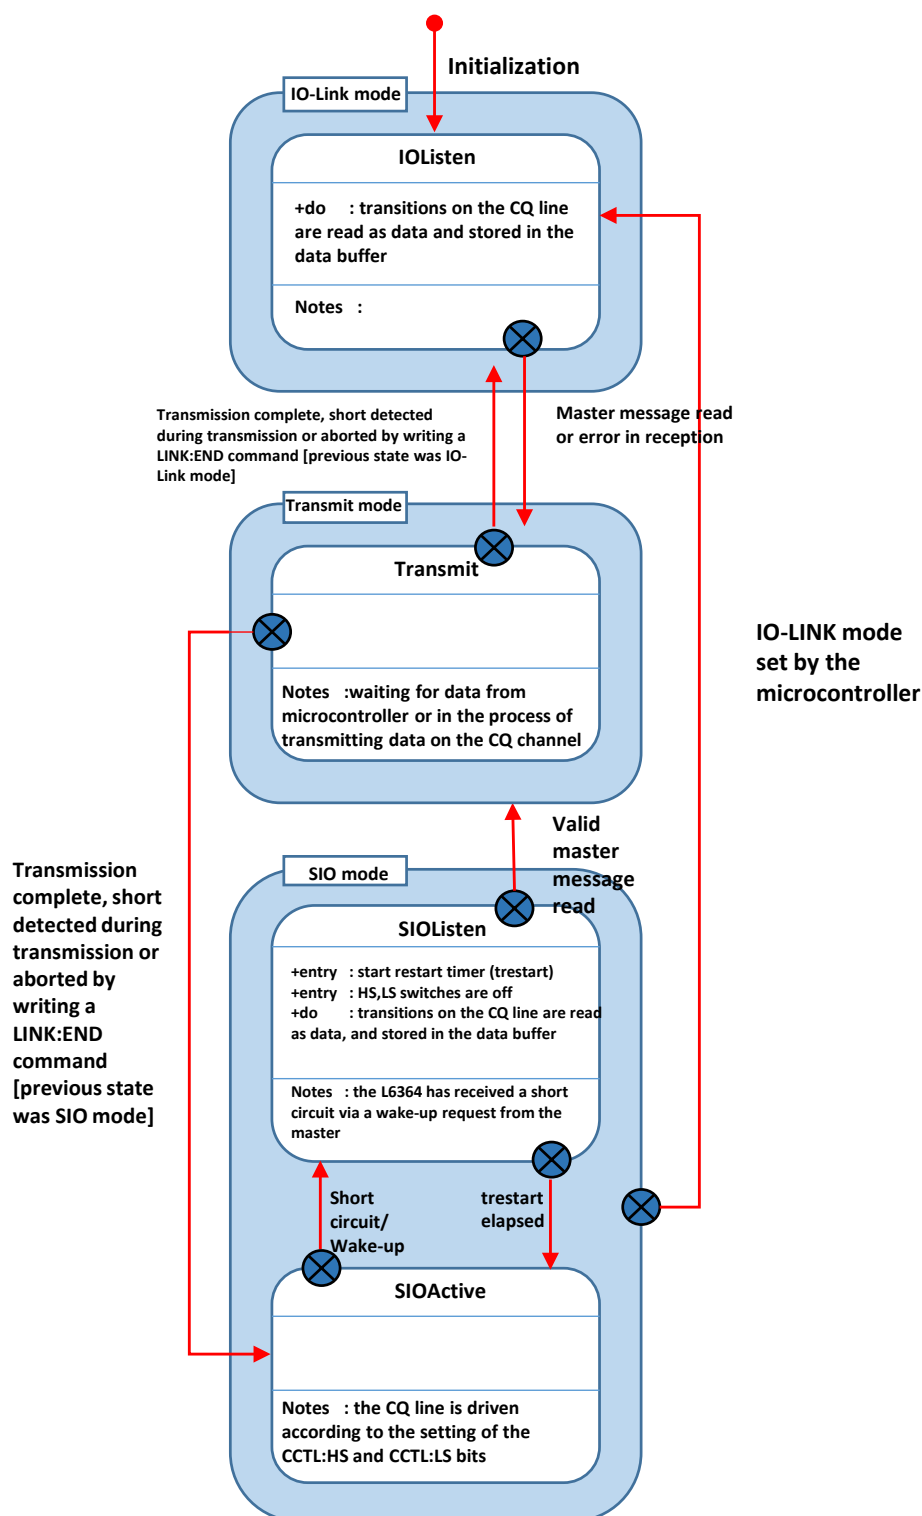 Initialization
IO-Link mode
IOListen
+do : transitions on the CQ line
are read as data and stored in the
data buffer
Notes :
Transmission complete, short detected
during transmission or aborted by writing a
LINK:END command [previous state was IO-
Link mode]
Master message read
or error in reception
Transmit mode
Transmit
Notes :waiting for data from
microcontroller or in the process of
transmitting data on the CQ channel
IO-LINK mode
set by the
microcontroller
Valid
master
message
read
Transmission
complete, short
detected during
transmission or
aborted by
writing a
LINK:END
command
[previous state
was SIO mode]
SIO mode
SIOListen
+entry : start restart timer (trestart)
+entry : HS,LS switches are off
+do : transitions on the CQ line are read
as data, and stored in the data buffer
Notes : the L6364 has received a short
circuit via a wake-up request from the
master
Short
circuit/
Wake-up
trestart
elapsed
SIOActive
Notes : the CQ line is driven
according to the setting of the
CCTL:HS and CCTL:LS bits